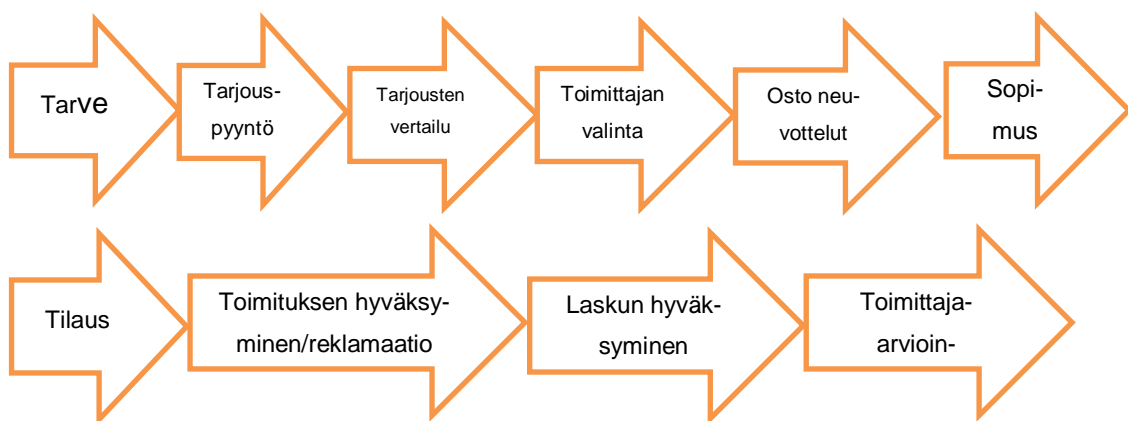 Tarve
Tarjous-
pyyntö
Tarjousten
vertailu
Toimittajan
valinta
Osto neu-
vottelut
Sopi-
mus
Tilaus
Toimituksen hyväksy-
minen/reklamaatio
Laskun hyväk-
syminen
Toimittaja-
arvioin-